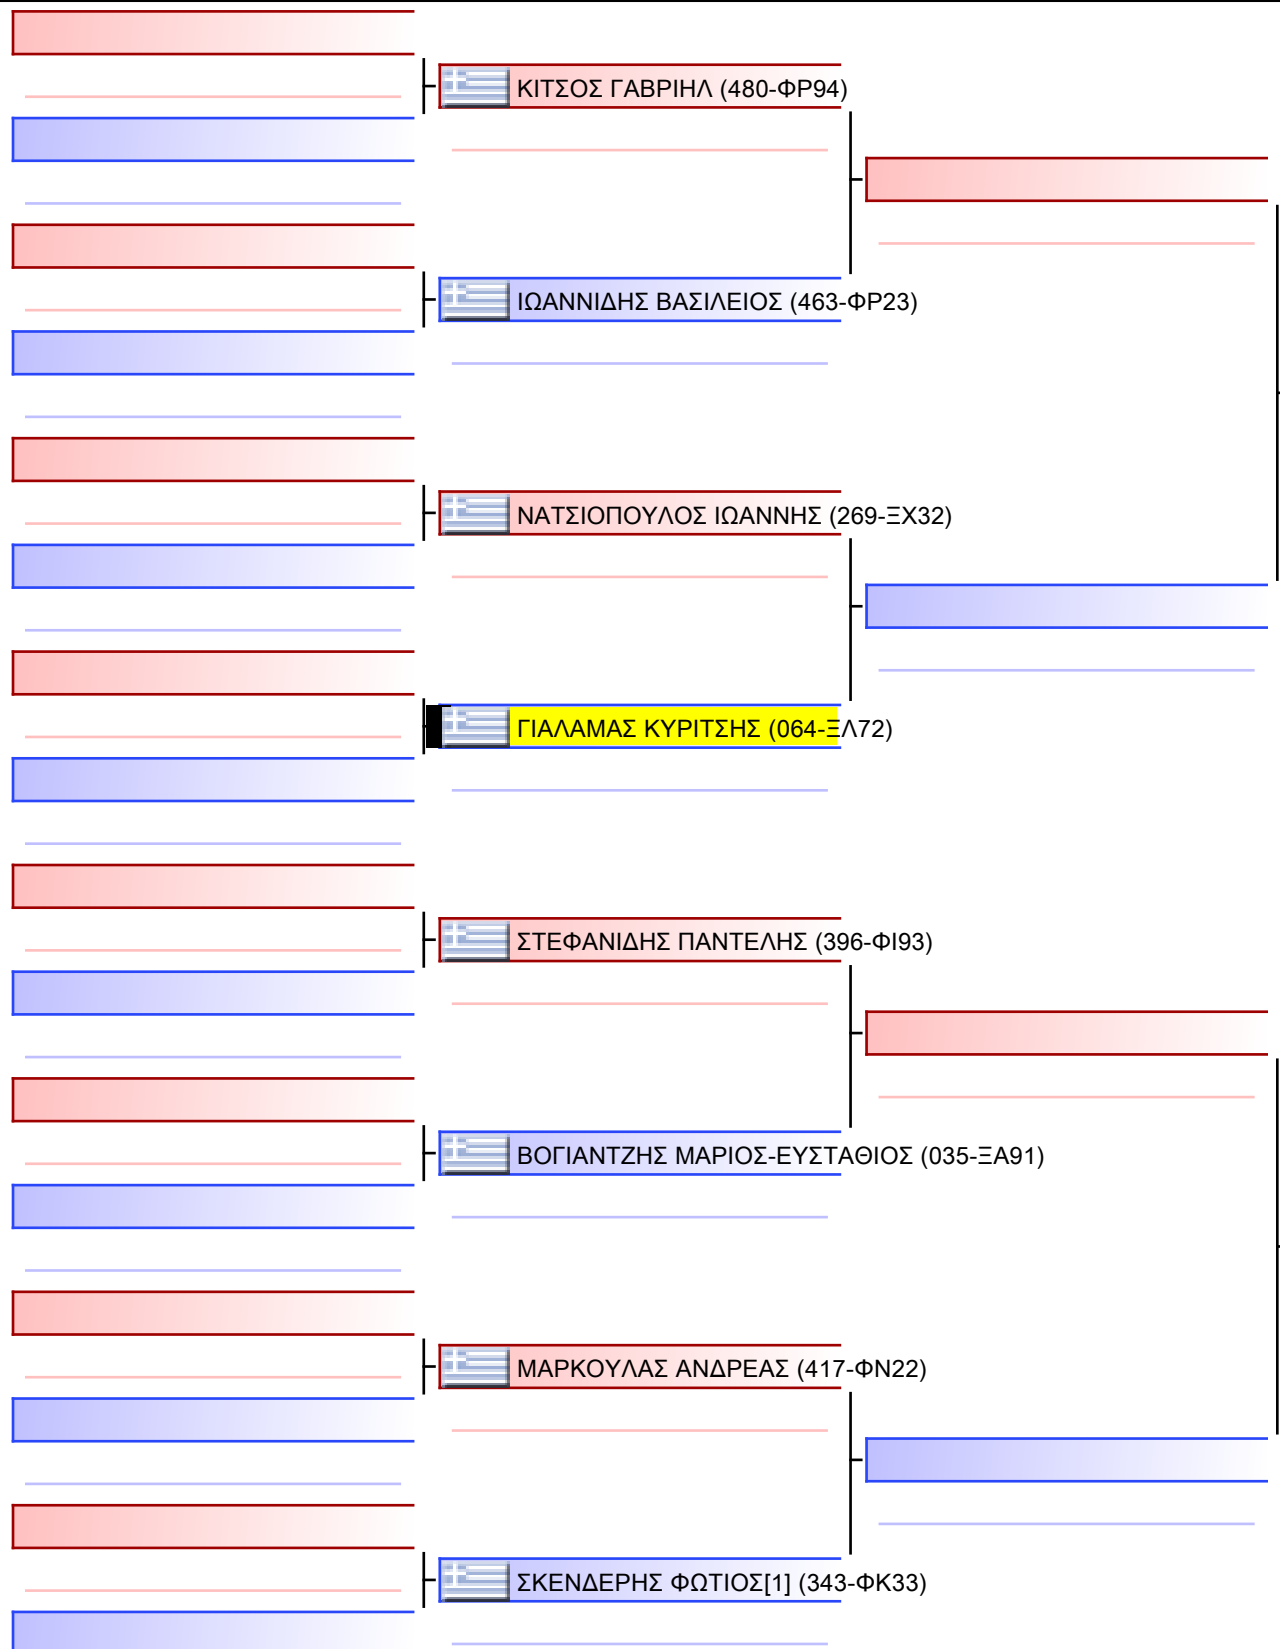 ΚΙΤΣΟΣ ΓΑΒΡΙΗΛ (480-ΦΡ94)
ΙΩΑΝΝΙΔΗΣ ΒΑΣΙΛΕΙΟΣ (463-ΦΡ23)
ΝΑΤΣΙΟΠΟΥΛΟΣ ΙΩΑΝΝΗΣ (269-ΞΧ32)
ΓΙΑΛΑΜΑΣ ΚΥΡΙΤΣΗΣ (064-ΞΛ72)
ΣΤΕΦΑΝΙΔΗΣ ΠΑΝΤΕΛΗΣ (396-ΦΙ93)
ΒΟΓΙΑΝΤΖΗΣ ΜΑΡΙΟΣ-ΕΥΣΤΑΘΙΟΣ (035-ΞΑ91)
ΜΑΡΚΟΥΛΑΣ ΑΝΔΡΕΑΣ (417-ΦΝ22)
ΣΚΕΝΔΕΡΗΣ ΦΩΤΙΟΣ[1] (343-ΦΚ33)